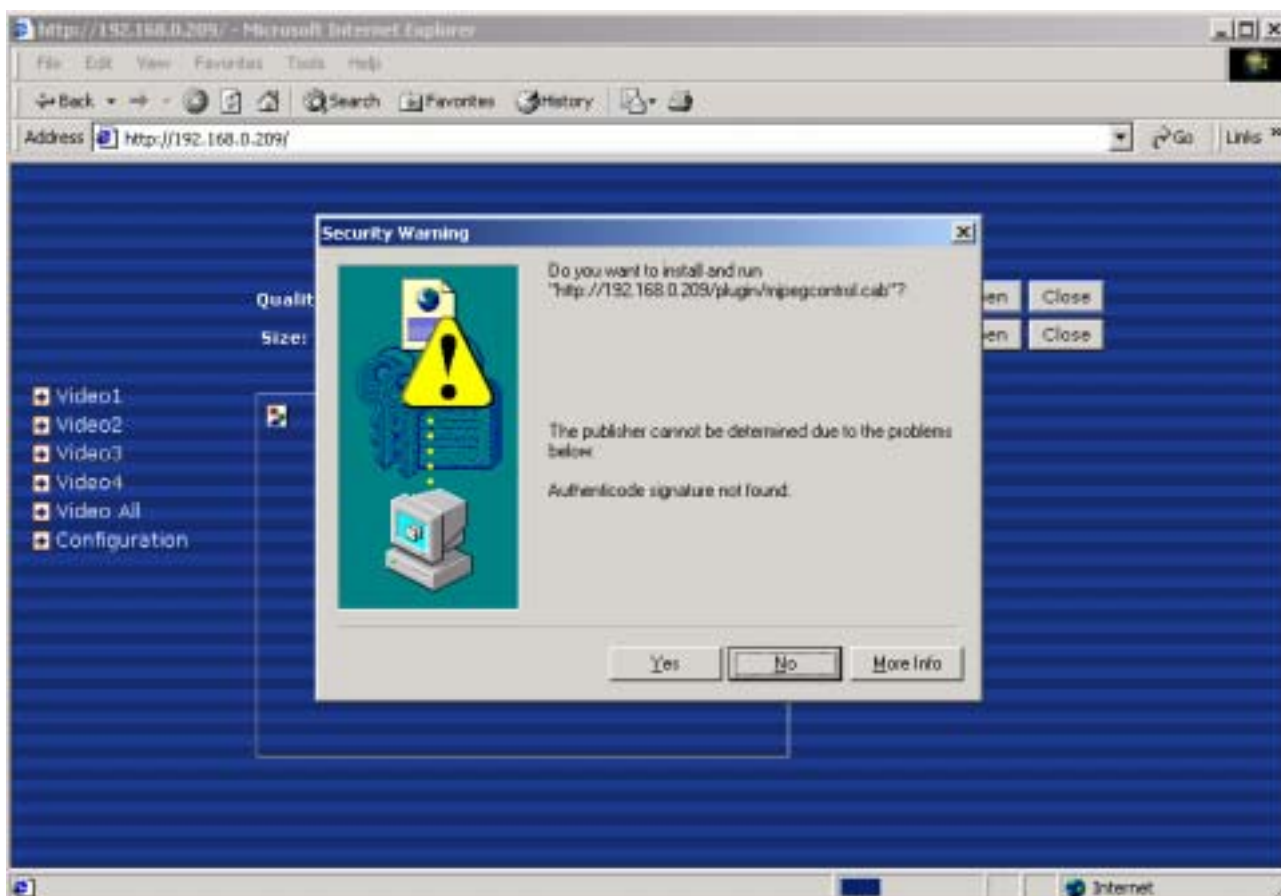 http://192.168.0.209/ - Microsoft Internet Explorer
File Edit View Favorites Tools Help
Back Search Favorites History
Address http://192.168.0.209/ Go Links »
Security Warning
Do you want to install and run
"http://192.168.0.209/plugin/mjpegcontrol.cab"?
Qualit en Close
Size: en Close
Video1
Video2
Video3
Video4
Video All
Configuration
The publisher cannot be determined due to the problems
below:
Authenticode signature not found.
Yes No More Info
Internet